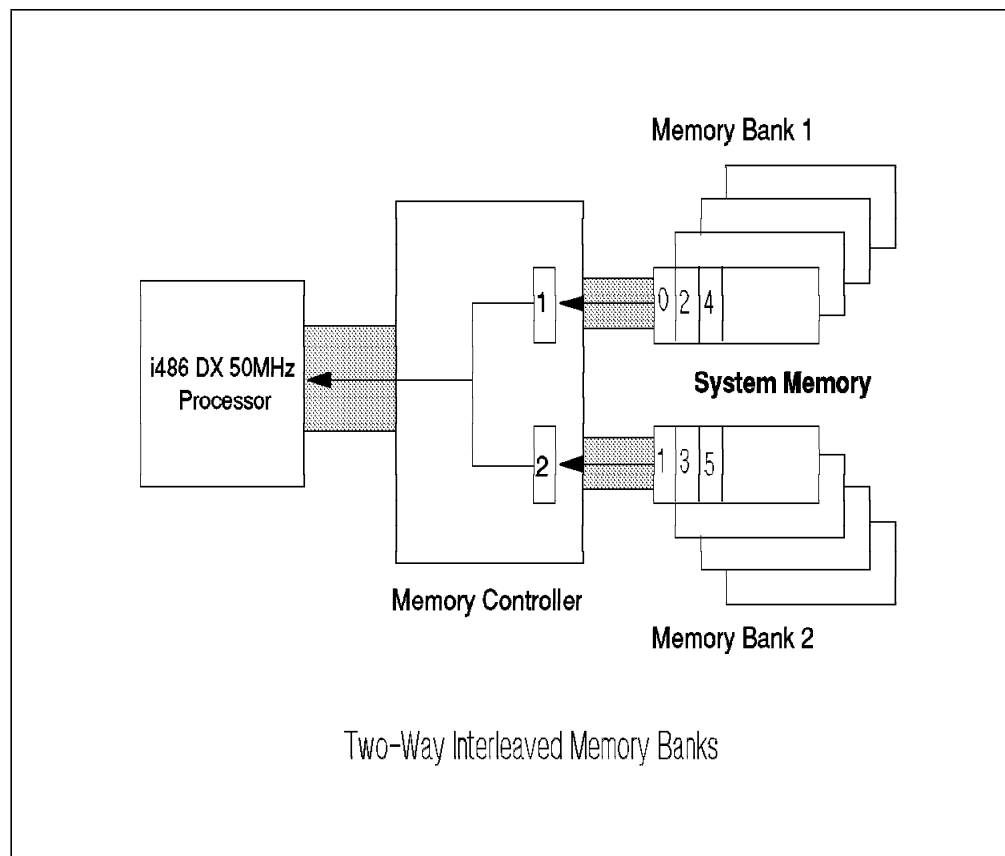 Memory Bank 1
1
0 2 4
i486 DX 50MHz
Processor
System Memory
2
1 3 5
Memory Controller
Memory Bank 2
Two-Way Interleaved Memory Banks